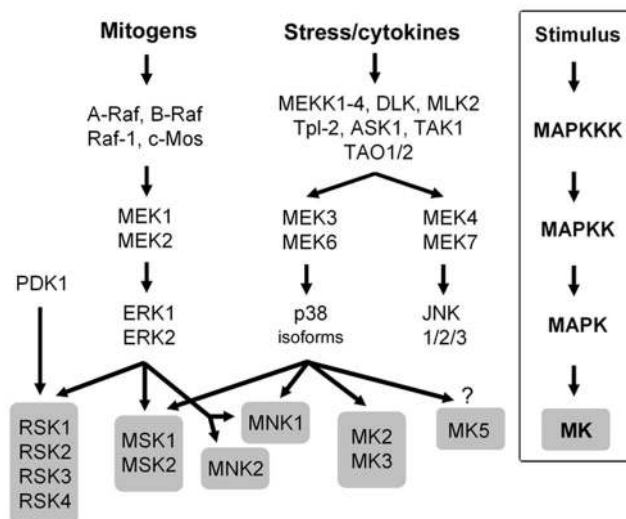 Mitogens
Stress/cytokines
Stimulus
A-Raf, B-Raf
Raf-1, c-Mos
MEKK1-4, DLK, MLK2
Tpl-2, ASK1, TAK1
TAO1/2
MAPKKK
MEK1
MEK2
MEK3
MEK6
MEK4
MEK7
MAPKK
PDK1
ERK1
ERK2
p38
isoforms
JNK
1/2/3
MAPK
?
RSK1
RSK2
RSK3
RSK4
MSK1
MSK2
MNK1
MNK2
MK2
MK3
MK5
MK